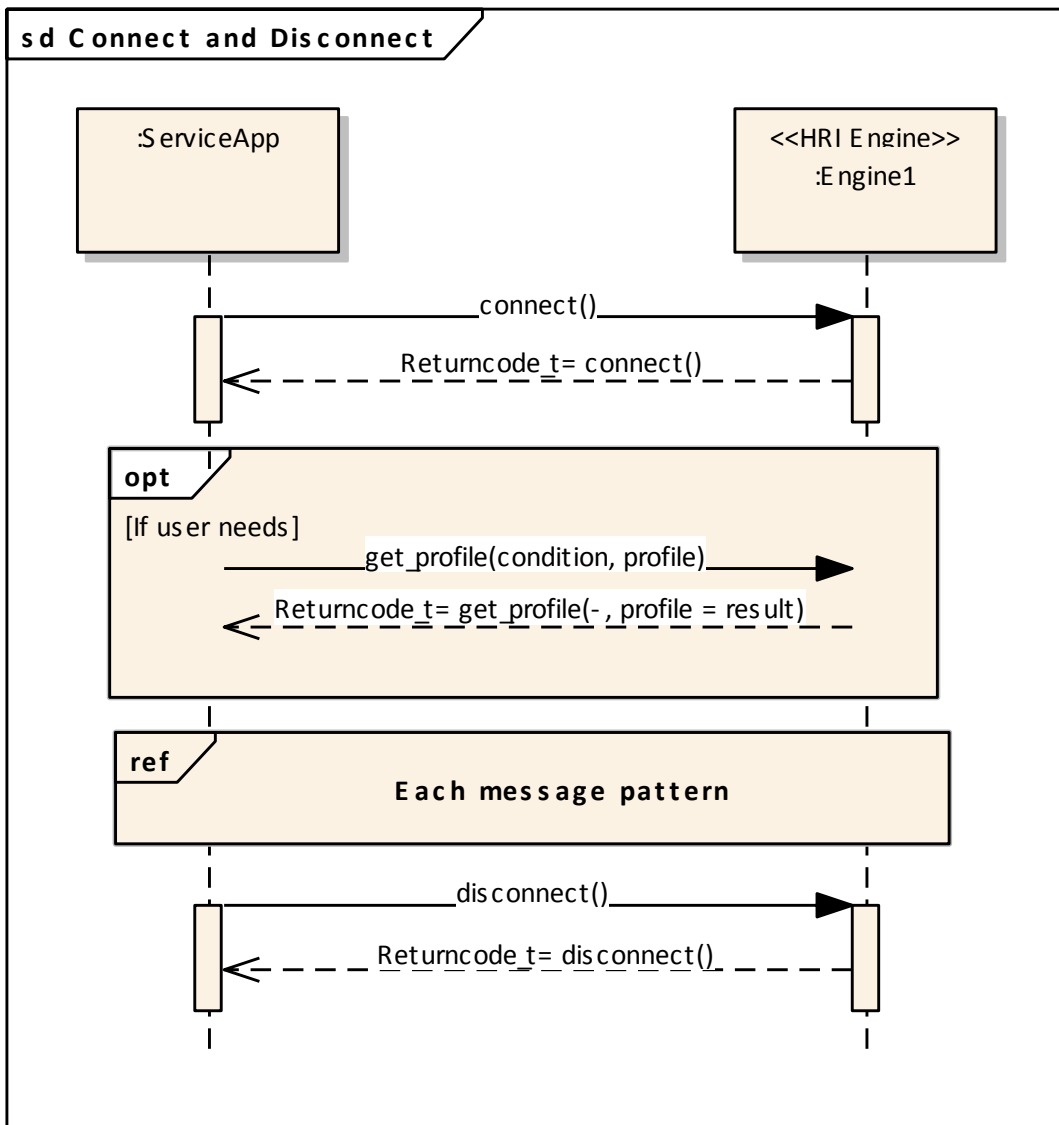 sd Connect and Disconnect
:ServiceApp
<<HRI Engine>>
:Engine1
connect()
Returncode_t= connect()
opt
[If user needs]
get_profile(condition, profile)
Returncode_t= get_profile(-, profile = result)
ref
Each message pattern
disconnect()
Returncode_t= disconnect()